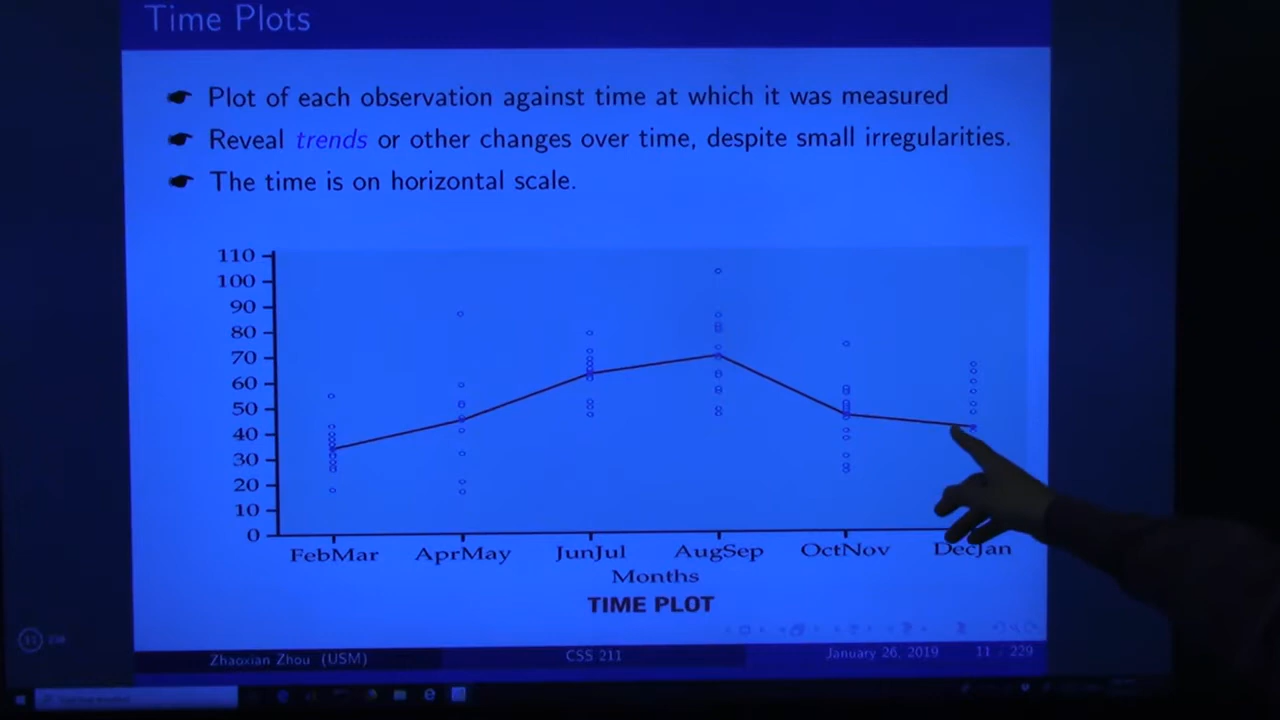 Time Plots
Plot of each observation against time at which it was measured
Reveal trends or other changes over time, despite small irregularities.
The time is on horizontal scale.
110
100
90
80
70
60
50
40
30
20
10
0
FebMar AprMay JunJul AugSep OctNov DecJan
Months
TIME PLOT
Zhaoxian Zhou (USM) CSS 211 January 26, 2019 11 / 229